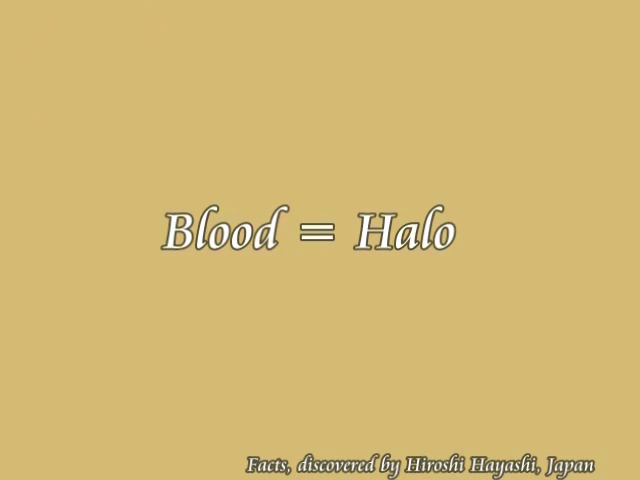 Blood = Halo
Facts, discovered by Hiroshi Hayashi, Japan